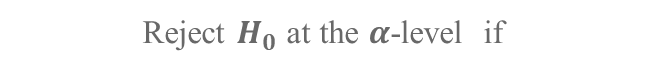 Reject H₀ at the α-level if